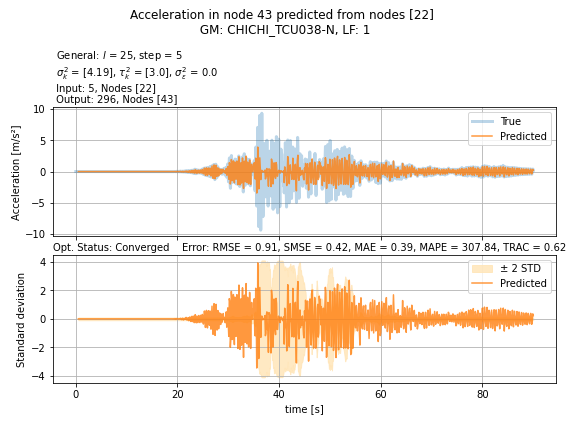 Acceleration in node 43 predicted from nodes [22]
GM: CHICHI_TCU038-N, LF: 1
General: l = 25, step = 5
σ_k^2 = [4.19], τ_k^2 = [3.0], σ_ε^2 = 0.0
Input: 5, Nodes [22]
Output: 296, Nodes [43]
10
5
0
−5
−10
Acceleration [m/s²]
True
Predicted
Opt. Status: Converged Error: RMSE = 0.91, SMSE = 0.42, MAE = 0.39, MAPE = 307.84, TRAC = 0.62
4
2
0
−2
−4
Standard deviation
± 2 STD
Predicted
0 20 40 60 80
time [s]